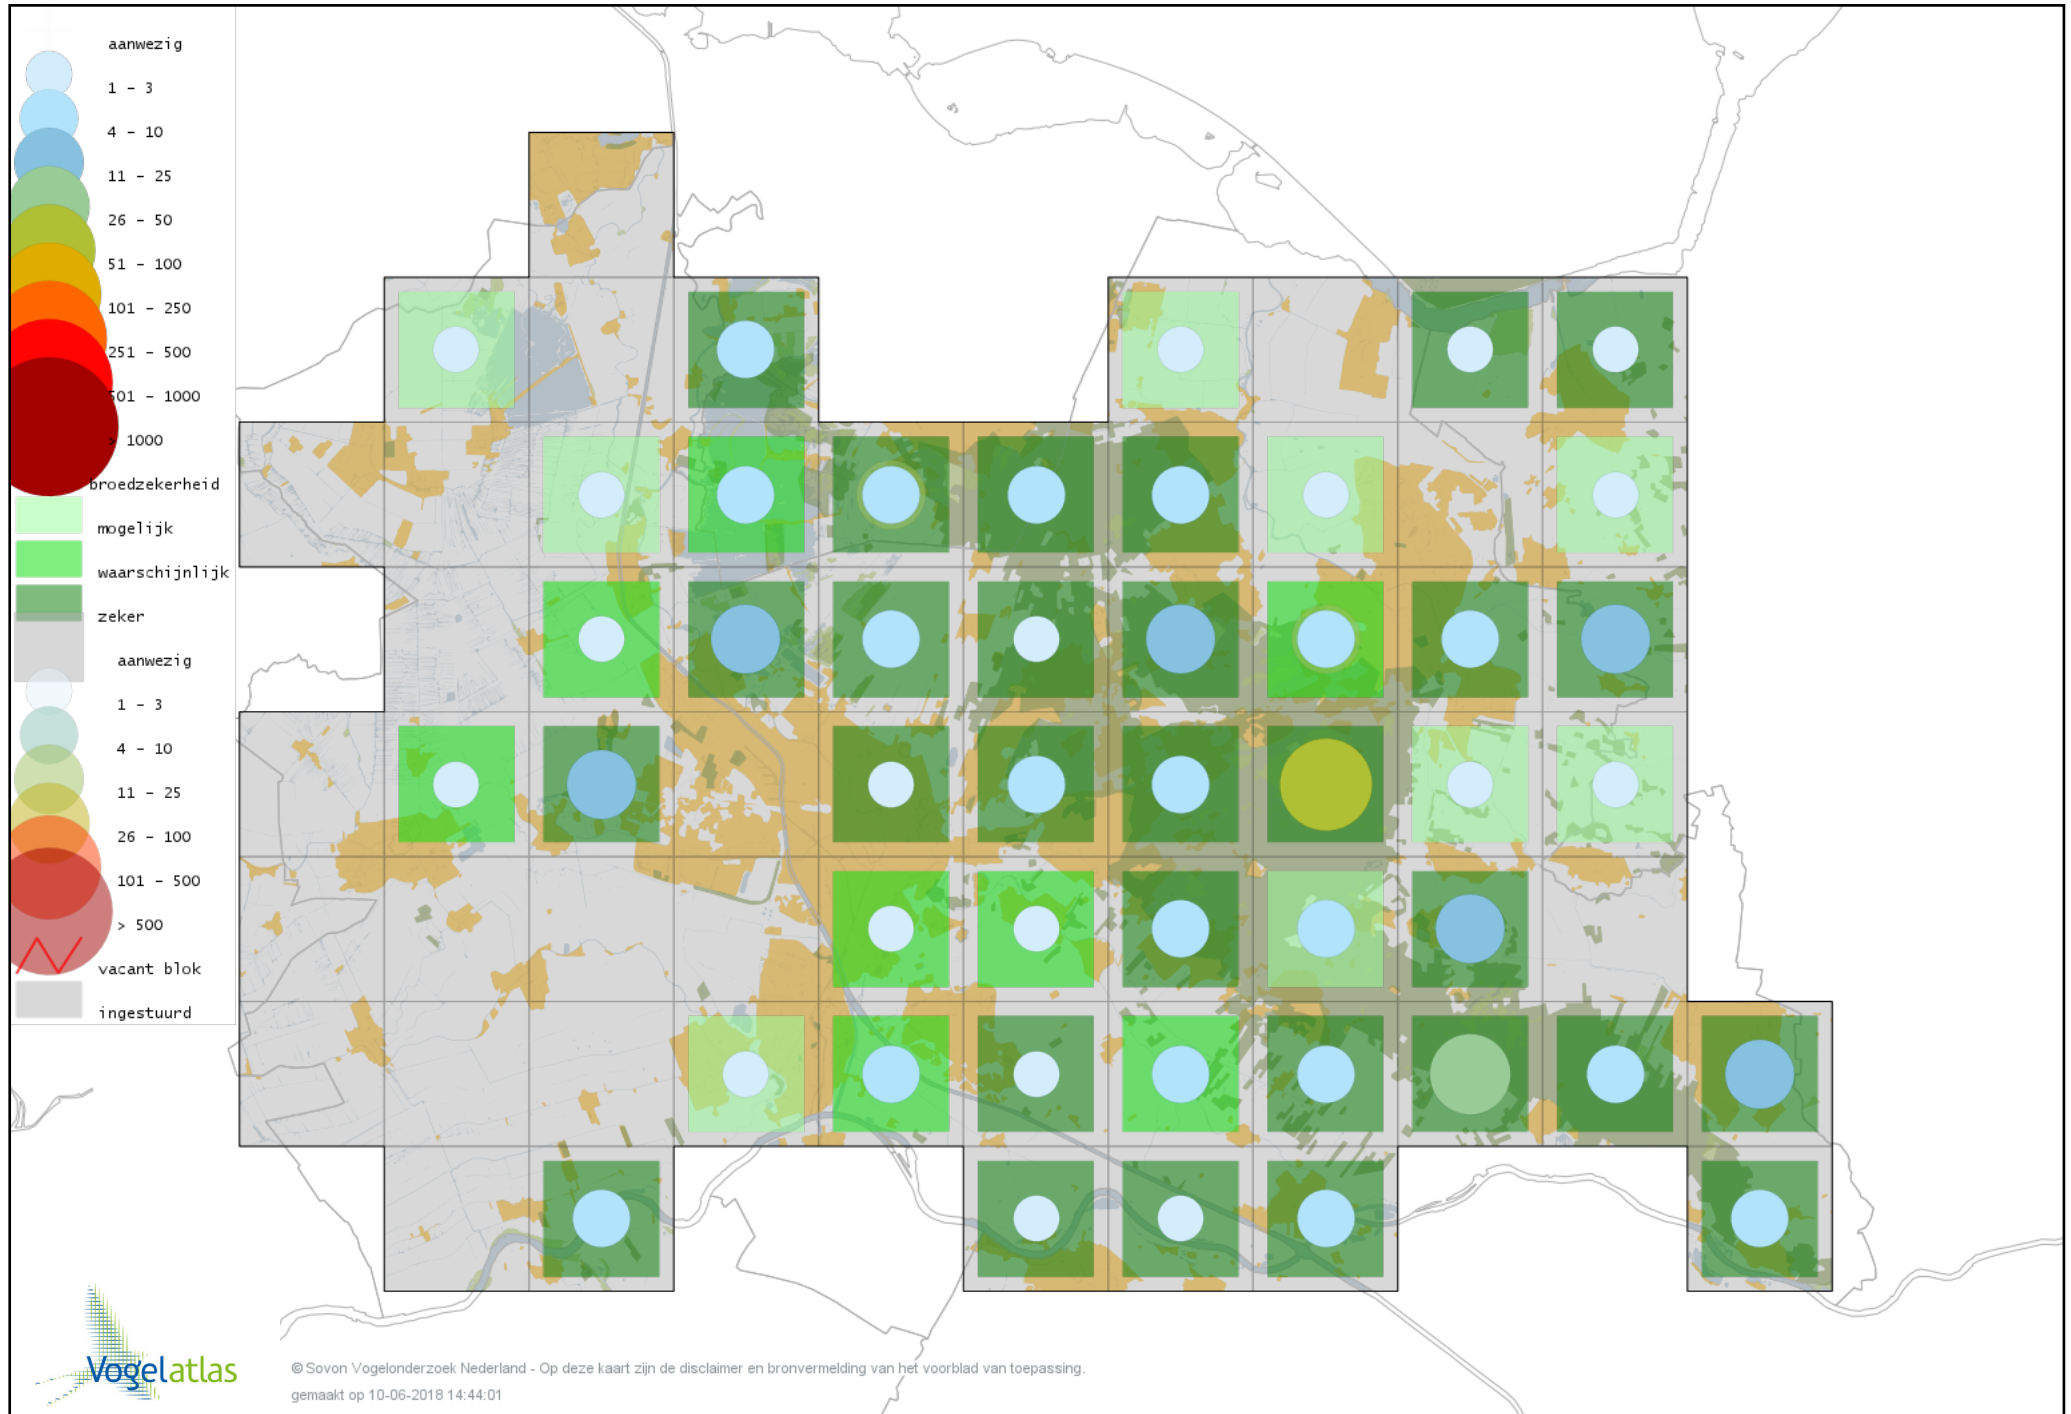 aanwezig
1 - 3
4 - 10
11 - 25
26 - 50
51 - 100
101 - 250
251 - 500
501 - 1000
> 1000
broedzekerheid
mogelijk
waarschijnlijk
zeker
aanwezig
1 - 3
4 - 10
11 - 25
26 - 100
101 - 500
> 500
vacant blok
ingestuurd
Vogelatlas
© Sovon Vogelonderzoek Nederland - Op deze kaart zijn de disclaimer en bronvermelding van het voorblad van toepassing.
gemaakt op 10-06-2018 14:44:01